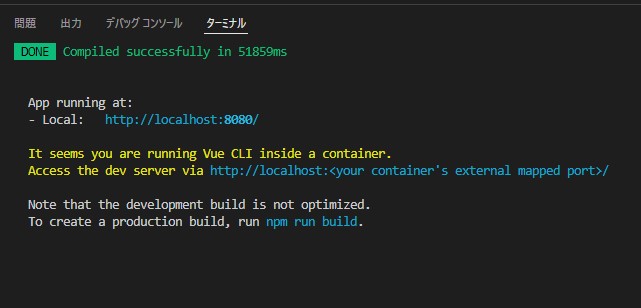 問題 出力 デバッグ コンソール ターミナル
DONE Compiled successfully in 51859ms
App running at:
- Local: http://localhost:8080/
It seems you are running Vue CLI inside a container.
Access the dev server via http://localhost:<your container's external mapped port>/
Note that the development build is not optimized.
To create a production build, run npm run build.